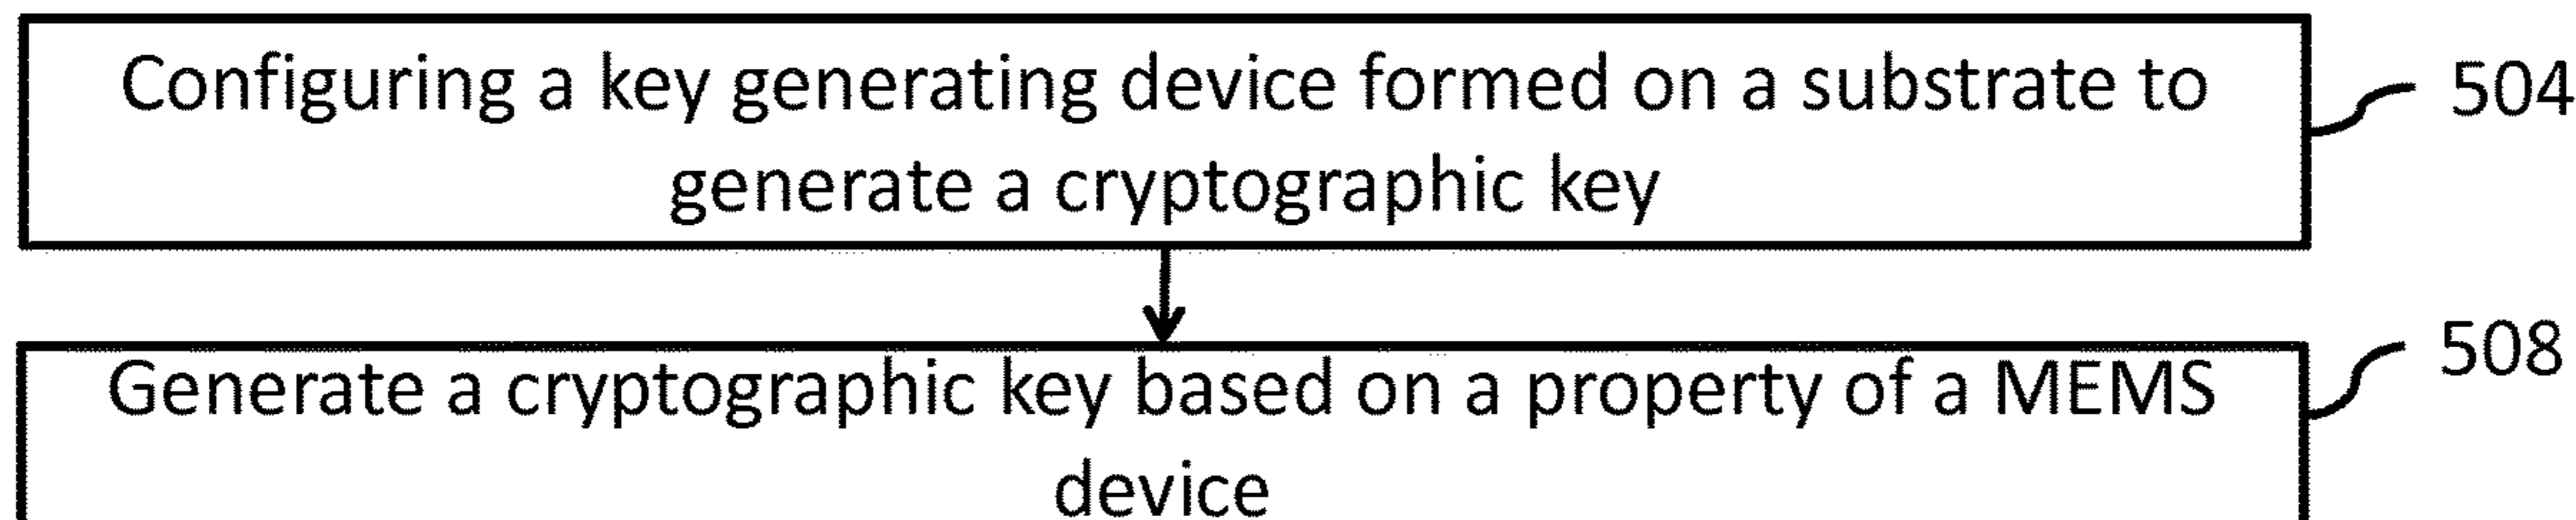 Configuring a key generating device formed on a substrate to
generate a cryptographic key
504
Generate a cryptographic key based on a property of a MEMS
device
508